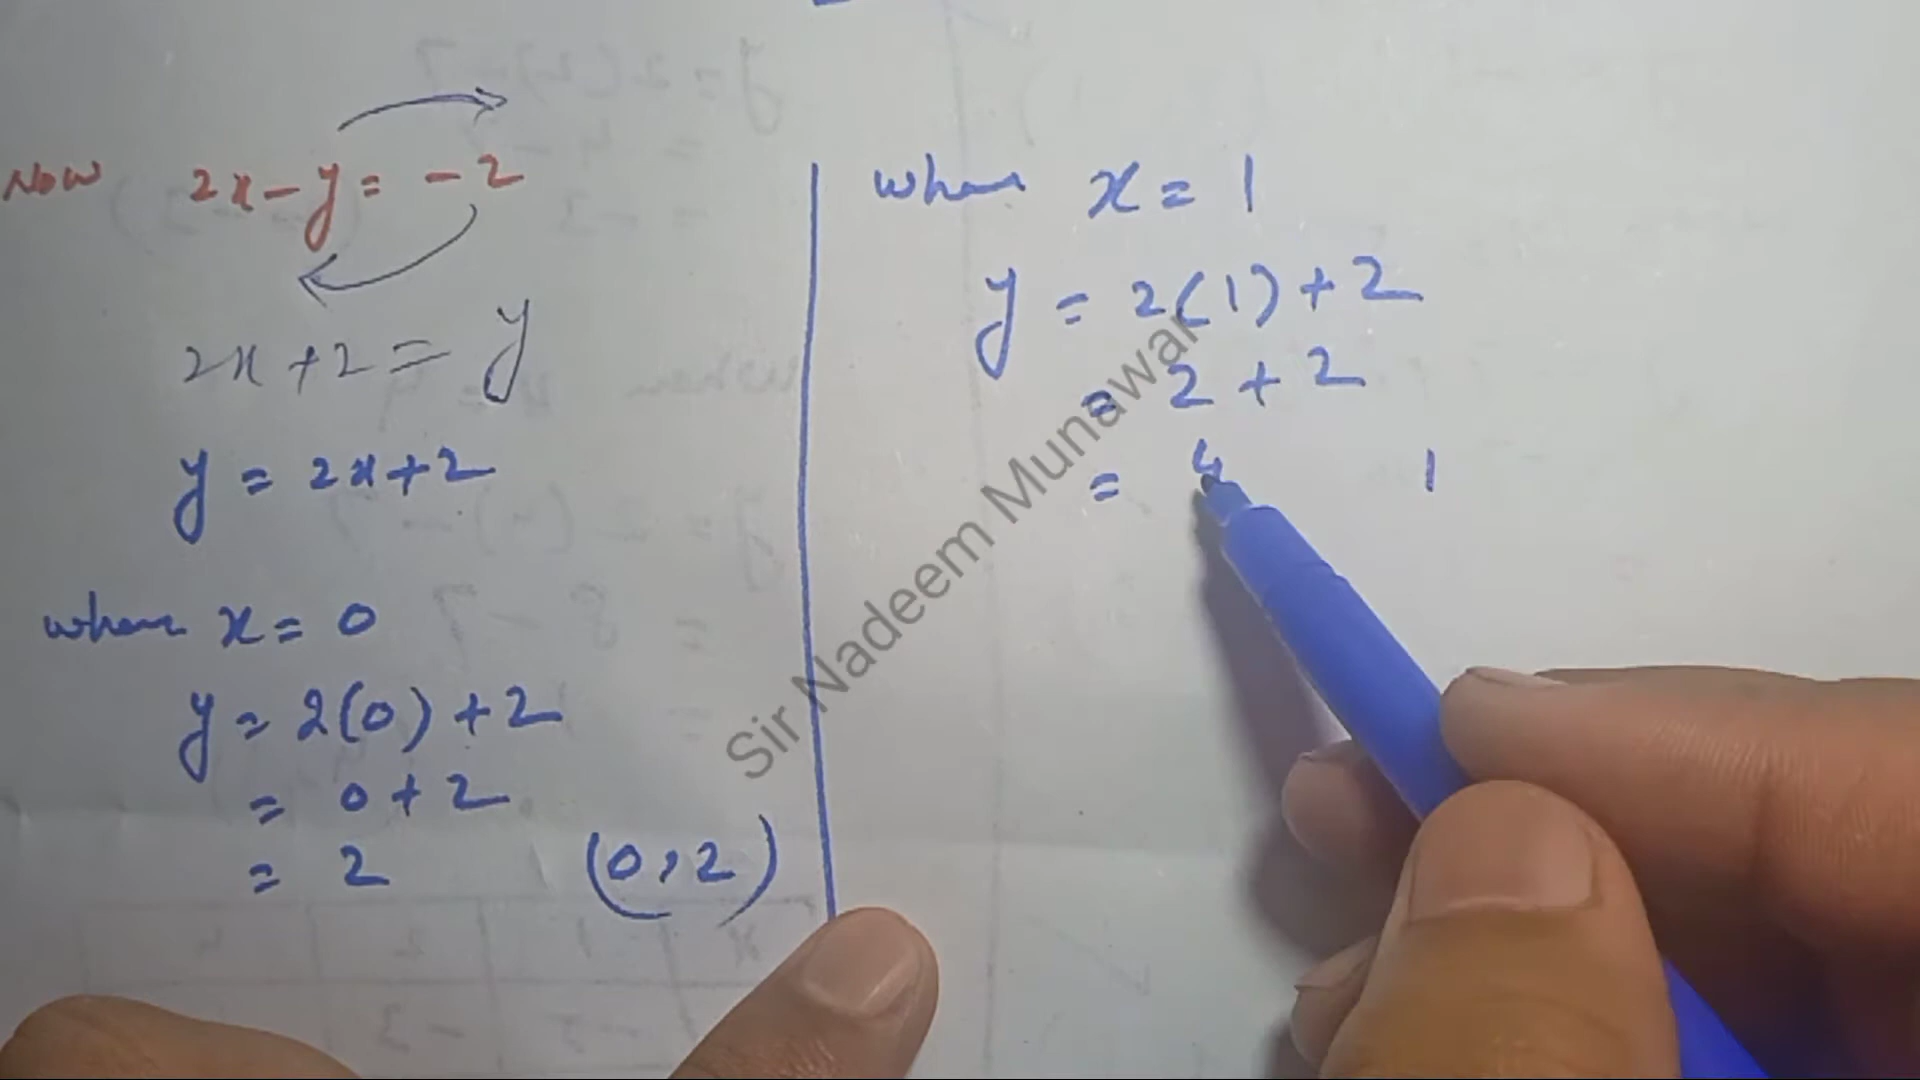 Now 2x - y = - 2
2x + 2 = y
y = 2x + 2
when x = 0
y = 2(0) + 2
= 0 + 2
= 2 (0, 2)
when x = 1
y = 2(1) + 2
= 2 + 2
= 4 1
Sir Nadeem Munawar